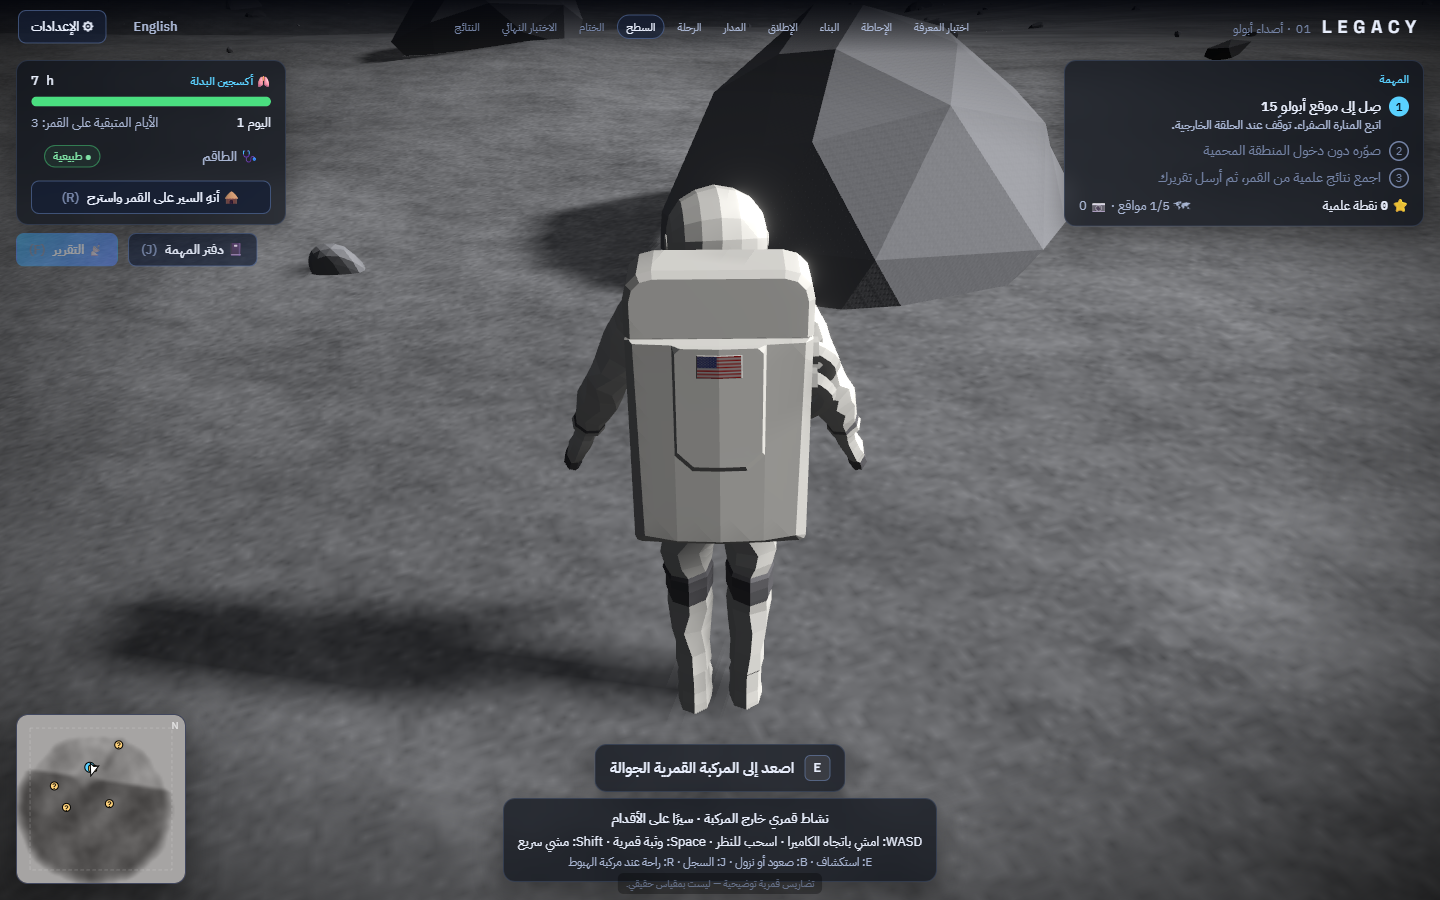 LEGACY 01 · أصداء أبولو
اختبار المعرفة
الإحاطة
البناء
الإطلاق
المدار
الرحلة
السطح
الختام
الاختبار النهائي
النتائج
English
⚙ الإعدادات
المهمة
1 صِل إلى موقع أبولو 15
اتبع المنارة الصفراء. توقّف عند الحلقة الخارجية.
2 صوّره دون دخول المنطقة المحمية
3 اجمع نتائج علمية من القمر، ثم أرسل تقريرك
⭐ 0 نقطة علمية
🗺 1/5 مواقع · 📷 0
🫁 أكسجين البدلة
7 h
اليوم 1
الأيام المتبقية على القمر: 3
🩺 الطاقم
● طبيعية
🛖 أنهِ السير على القمر واسترح (R)
دفتر المهمة (J)
التقرير
N
?
?
?
?
E اصعد إلى المركبة القمرية الجوالة
نشاط قمري خارج المركبة · سيرًا على الأقدام
WASD: امشِ باتجاه الكاميرا · اسحب للنظر · Space: وثبة قمرية · Shift: مشي سريع
E: استكشاف · B: صعود أو نزول · J: السجل · R: راحة عند مركبة الهبوط
تضاريس قمرية توضيحية — ليست بمقياس حقيقي.